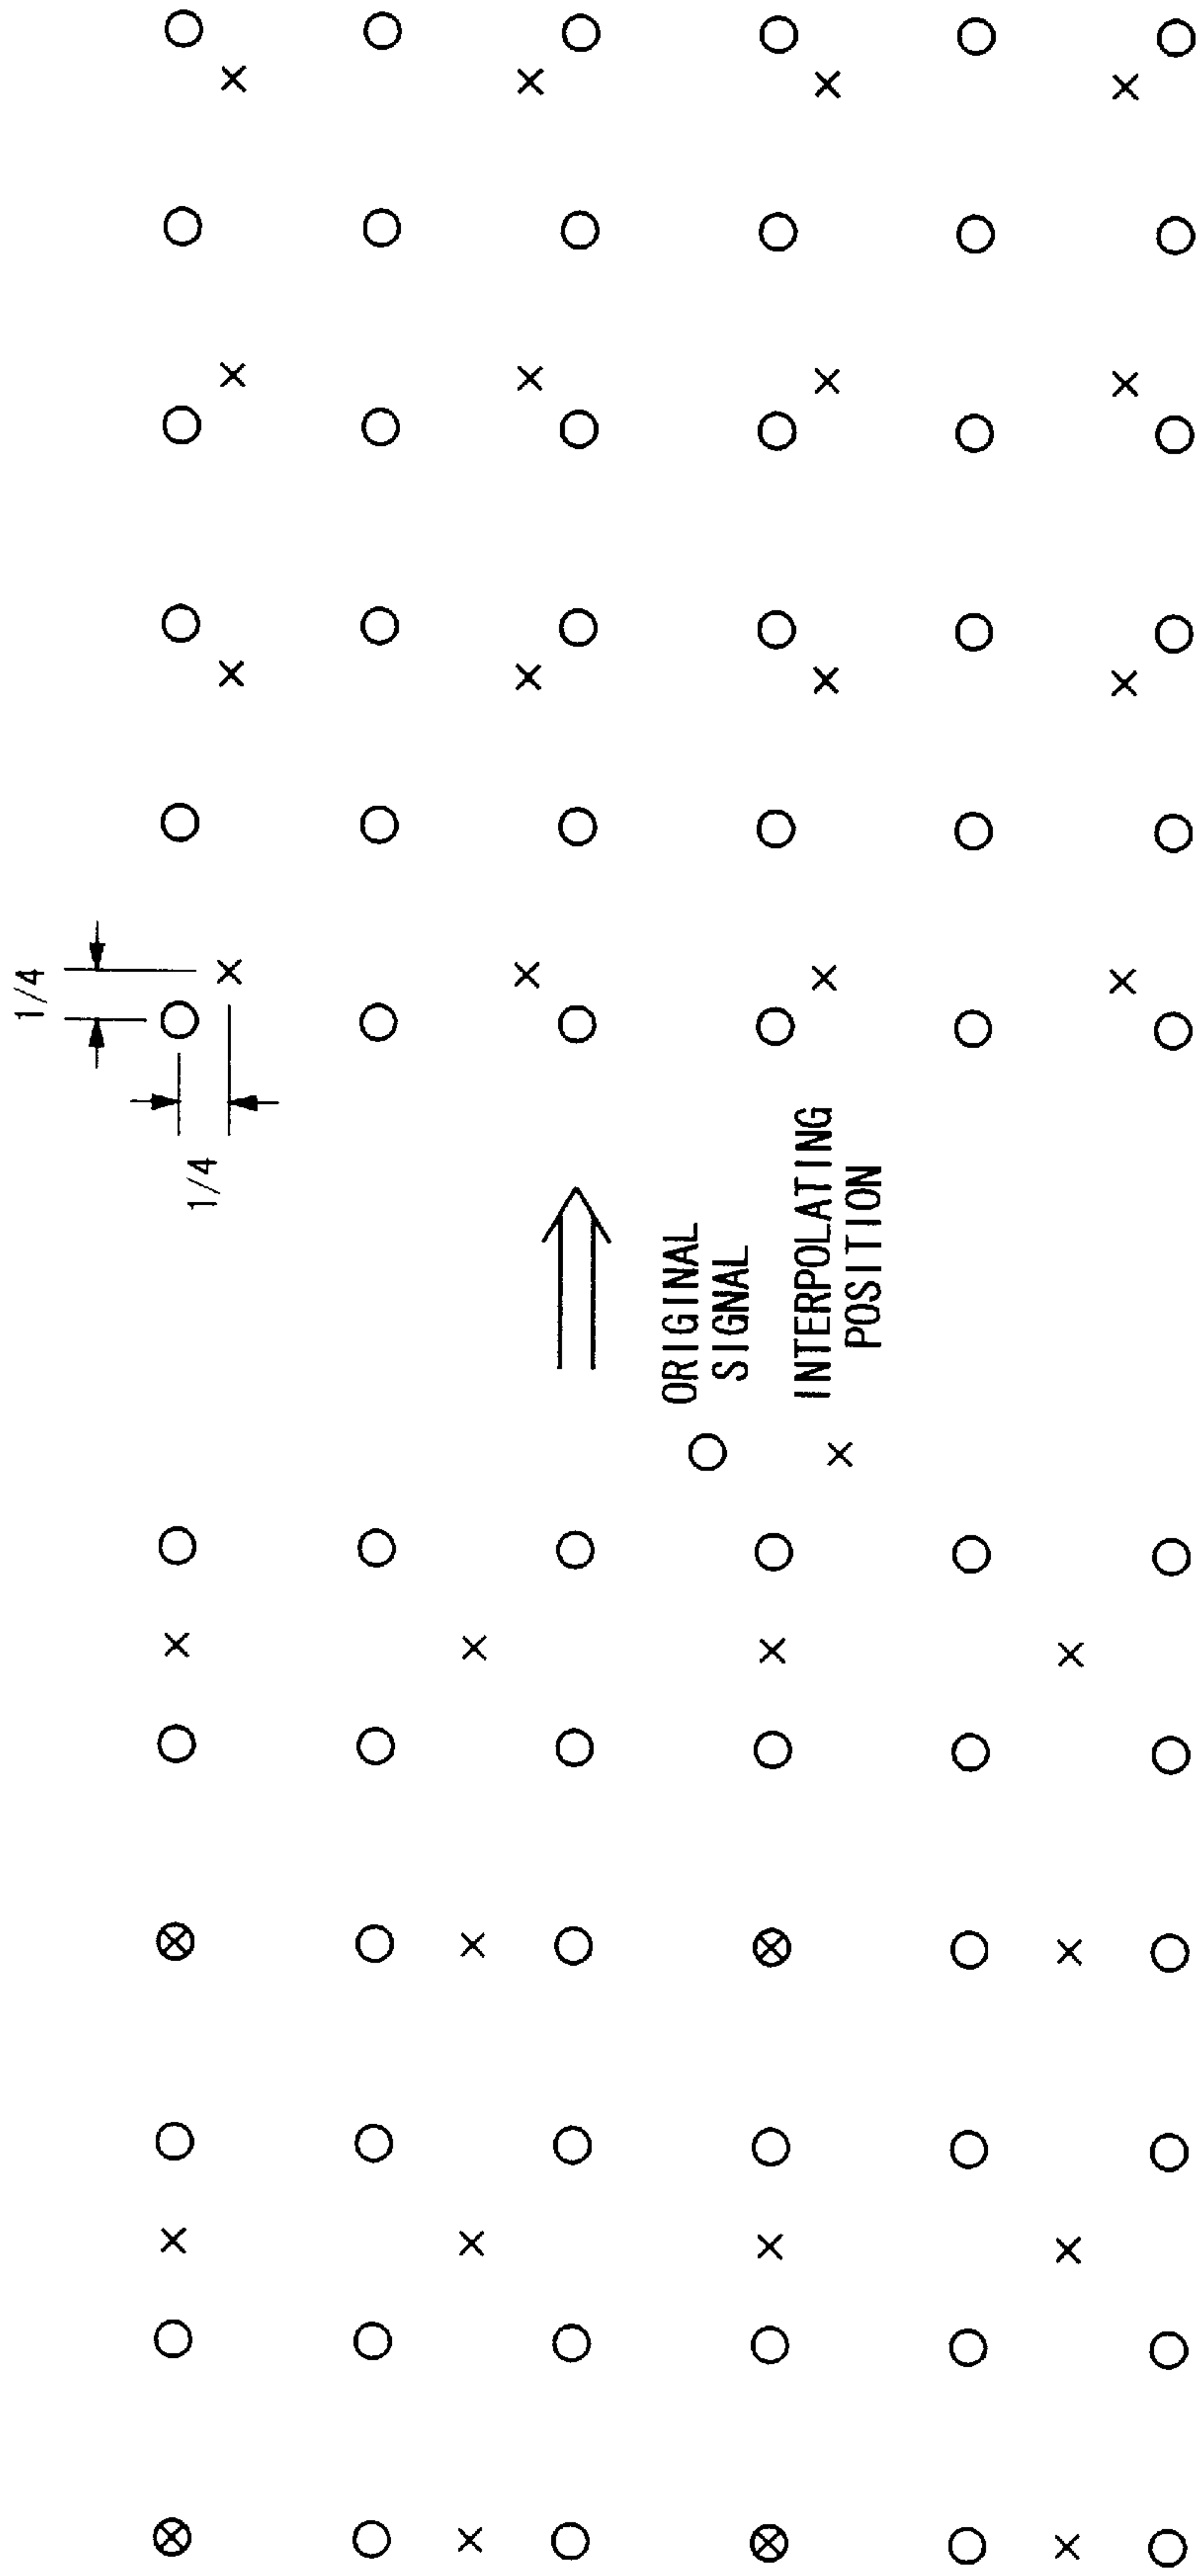 1/4
1/4
ORIGINAL
SIGNAL
INTERPOLATING
POSITION